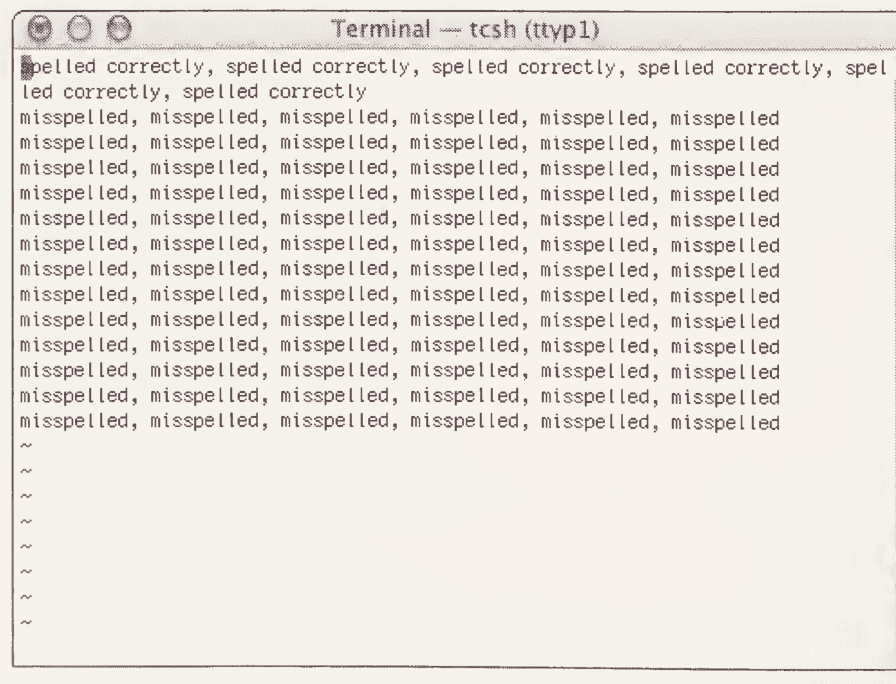 Terminal — tcsh (ttyp1)
spelled correctly, spelled correctly, spelled correctly, spelled correctly, spel
led correctly, spelled correctly
misspelled, misspelled, misspelled, misspelled, misspelled, misspelled
misspelled, misspelled, misspelled, misspelled, misspelled, misspelled
misspelled, misspelled, misspelled, misspelled, misspelled, misspelled
misspelled, misspelled, misspelled, misspelled, misspelled, misspelled
misspelled, misspelled, misspelled, misspelled, misspelled, misspelled
misspelled, misspelled, misspelled, misspelled, misspelled, misspelled
misspelled, misspelled, misspelled, misspelled, misspelled, misspelled
misspelled, misspelled, misspelled, misspelled, misspelled, misspelled
misspelled, misspelled, misspelled, misspelled, misspelled, misspelled
misspelled, misspelled, misspelled, misspelled, misspelled, misspelled
misspelled, misspelled, misspelled, misspelled, misspelled, misspelled
misspelled, misspelled, misspelled, misspelled, misspelled, misspelled
misspelled, misspelled, misspelled, misspelled, misspelled, misspelled
~
~
~
~
~
~
~
~